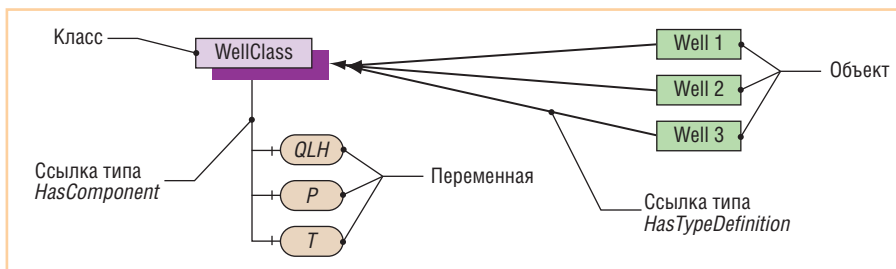 Класс
WellClass
Well 1
Well 2
Well 3
Объект
QLH
P
T
Переменная
Ссылка типа
HasComponent
Ссылка типа
HasTypeDefinition